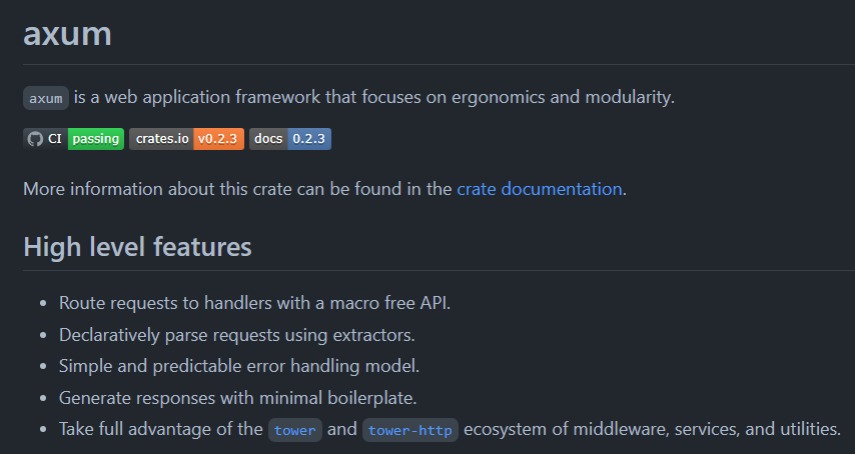 axum
axum is a web application framework that focuses on ergonomics and modularity.
CI passing crates.io v0.2.3 docs 0.2.3
More information about this crate can be found in the crate documentation.
High level features
• Route requests to handlers with a macro free API.
• Declaratively parse requests using extractors.
• Simple and predictable error handling model.
• Generate responses with minimal boilerplate.
• Take full advantage of the tower and tower-http ecosystem of middleware, services, and utilities.